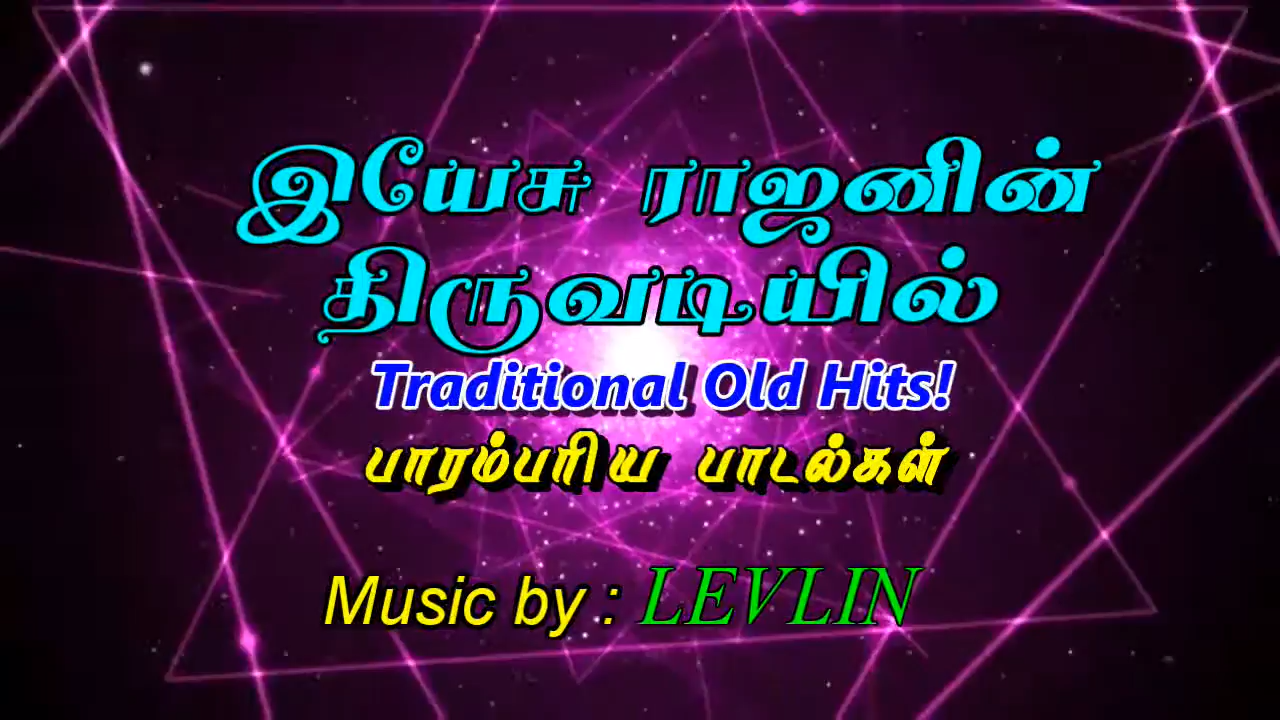 இயேசு ராஜனின்
திருவடியில்
Traditional Old Hits!
பாரம்பரிய பாடல்கள்
Music by : LEVLIN